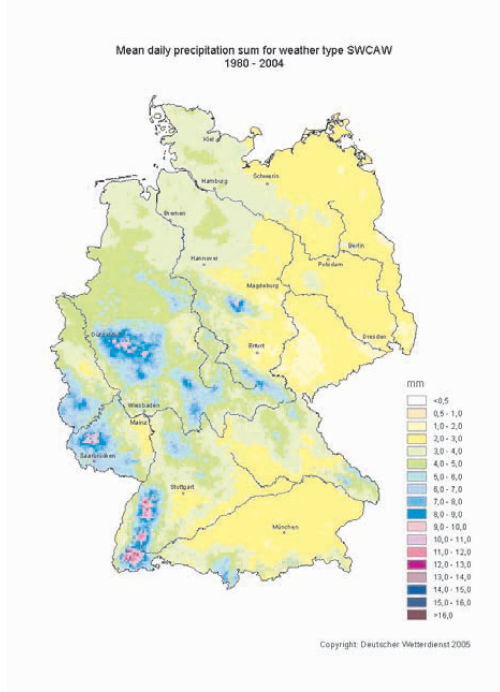 Mean daily precipitation sum for weather type SWCAW
1980 - 2004
Kiel
Schwerin
Hamburg
Bremen
Berlin
Hannover
Potsdam
Magdeburg
Düsseldorf
Dresden
Erfurt
Wiesbaden
Mainz
Saarbrücken
Stuttgart
München
mm
<0,5
0,5 - 1,0
1,0 - 2,0
2,0 - 3,0
3,0 - 4,0
4,0 - 5,0
5,0 - 6,0
6,0 - 7,0
7,0 - 8,0
8,0 - 9,0
9,0 - 10,0
10,0 - 11,0
11,0 - 12,0
12,0 - 13,0
13,0 - 14,0
14,0 - 15,0
15,0 - 16,0
>16,0
Copyright: Deutscher Wetterdienst 2005